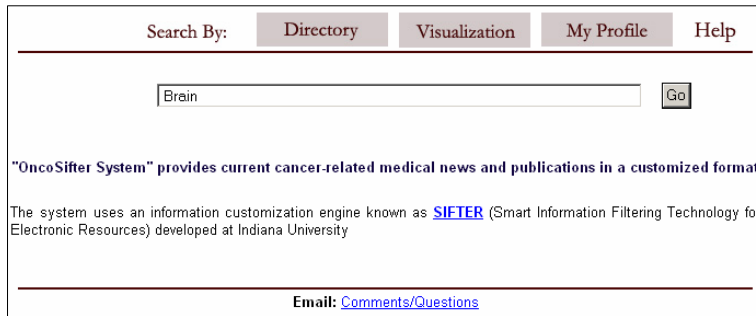 Search By: Directory Visualization My Profile Help
Brain Go
"OncoSifter System" provides current cancer-related medical news and publications in a customized format
The system uses an information customization engine known as SIFTER (Smart Information Filtering Technology fo
Electronic Resources) developed at Indiana University
Email: Comments/Questions